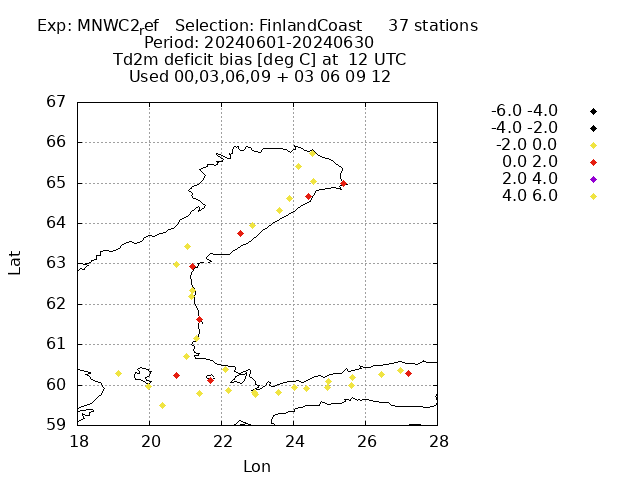 Exp: MNWC2ref Selection: FinlandCoast 37 stations
Period: 20240601-20240630
Td2m deficit bias [deg C] at 12 UTC
Used 00,03,06,09 + 03 06 09 12
67
66
65
64
63
62
61
60
59
18 20 22 24 26 28
Lat
Lon
-6.0 -4.0
-4.0 -2.0
-2.0 0.0
0.0 2.0
2.0 4.0
4.0 6.0